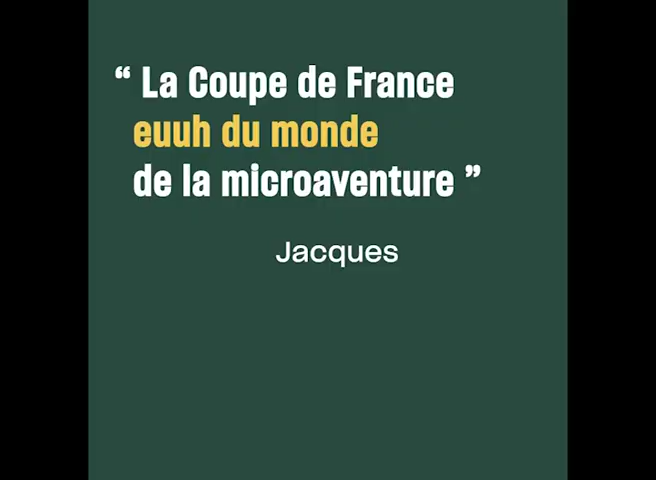 “ La Coupe de France
euuh du monde
de la microaventure ”
Jacques